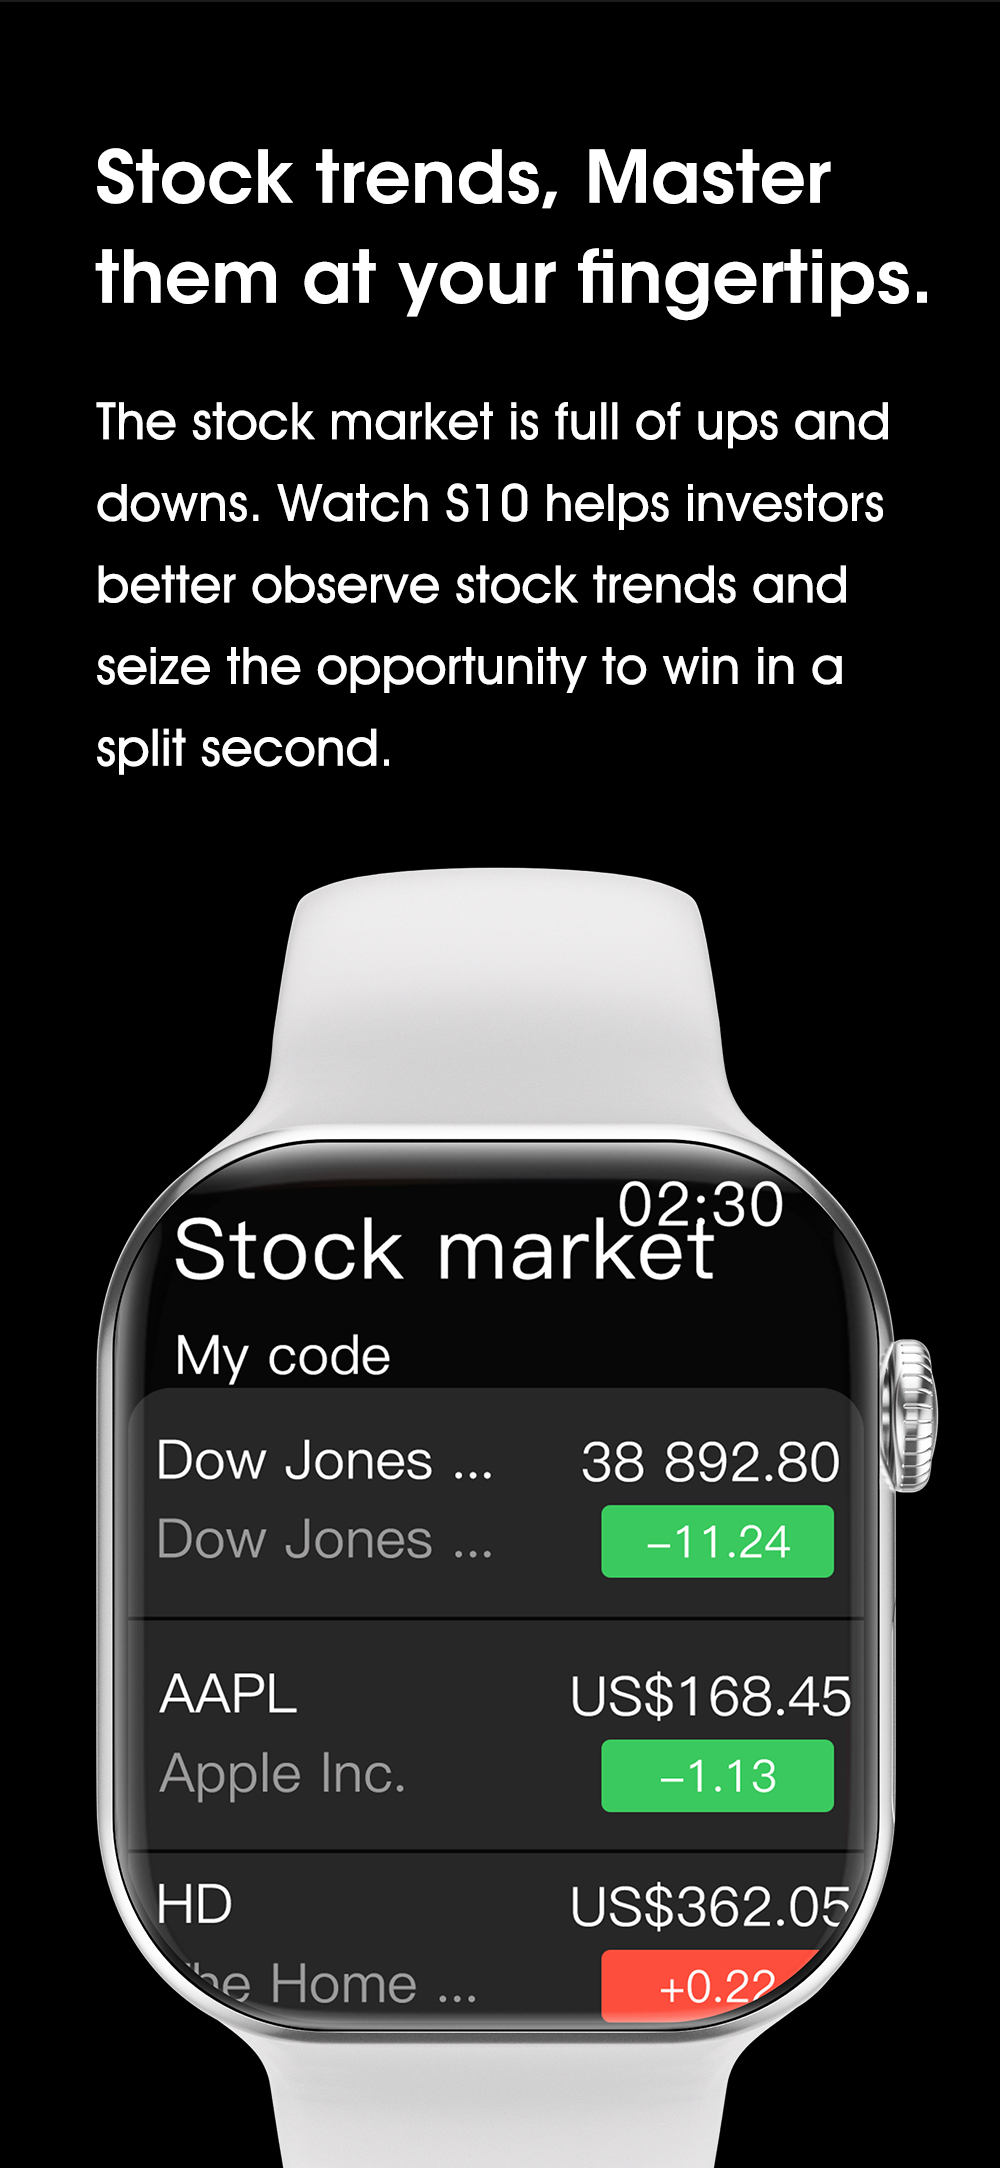 Stock trends, Master
them at your fingertips.
The stock market is full of ups and
downs. Watch S10 helps investors
better observe stock trends and
seize the opportunity to win in a
split second.
02:30
Stock market
My code
Dow Jones ... 38 892.80
Dow Jones ... –11.24
AAPL US$168.45
Apple Inc. –1.13
HD US$362.05
The Home ... +0.22